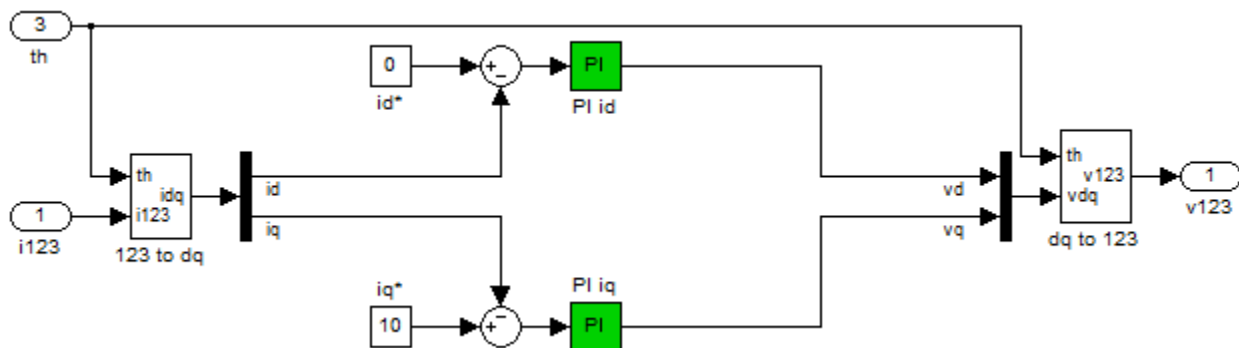 3
th
0
id*
+
−
PI
PI id
th
idq
i123
1
i123
123 to dq
id
iq
iq*
10
+
−
PI iq
PI
vd
vq
th
v123
vdq
dq to 123
1
v123